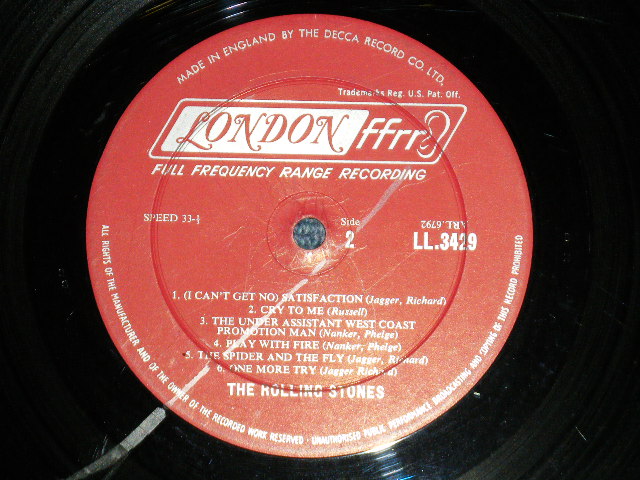 MADE IN ENGLAND BY THE DECCA RECORD CO. LTD.
Trademarks Reg. U.S. Pat. Off.
LONDON ffrr
FULL FREQUENCY RANGE RECORDING
SPEED 33-⅓
Side
2
ARL.6792
LL.3429
1. (I CAN'T GET NO) SATISFACTION (Jagger, Richard)
2. CRY TO ME (Russell)
3. THE UNDER ASSISTANT WEST COAST
PROMOTION MAN (Nanker, Phelge)
4. PLAY WITH FIRE (Nanker, Phelge)
5. THE SPIDER AND THE FLY (Jagger, Richard)
6. ONE MORE TRY (Jagger Richard)
THE ROLLING STONES
ALL RIGHTS OF THE MANUFACTURER AND OF THE OWNER OF THE RECORDED WORK RESERVED · UNAUTHORISED PUBLIC PERFORMANCE BROADCASTING AND COPYING OF THIS RECORD PROHIBITED